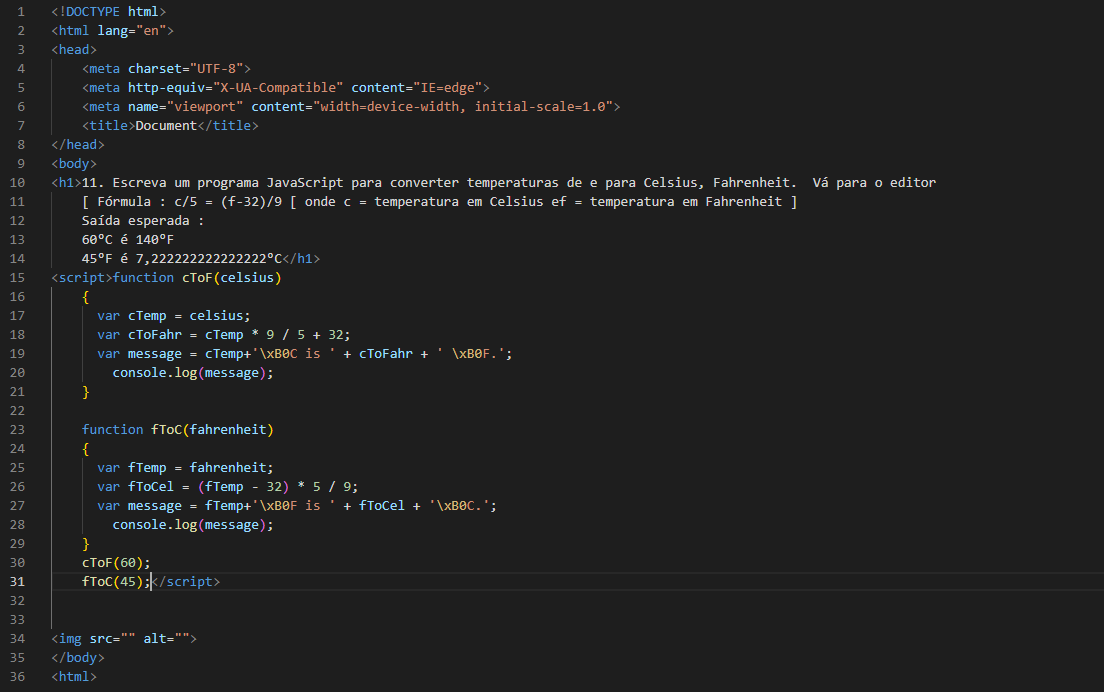 1 <!DOCTYPE html>
2 <html lang="en">
3 <head>
4     <meta charset="UTF-8">
5     <meta http-equiv="X-UA-Compatible" content="IE=edge">
6     <meta name="viewport" content="width=device-width, initial-scale=1.0">
7     <title>Document</title>
8 </head>
9 <body>
10 <h1>11. Escreva um programa JavaScript para converter temperaturas de e para Celsius, Fahrenheit.  Vá para o editor
11     [ Fórmula : c/5 = (f-32)/9 [ onde c = temperatura em Celsius ef = temperatura em Fahrenheit ]
12     Saída esperada :
13     60°C é 140°F
14     45°F é 7,222222222222222°C</h1>
15 <script>function cToF(celsius)
16     {
17       var cTemp = celsius;
18       var cToFahr = cTemp * 9 / 5 + 32;
19       var message = cTemp+'\xB0C is ' + cToFahr + ' \xB0F.';
20         console.log(message);
21     }
22
23     function fToC(fahrenheit)
24     {
25       var fTemp = fahrenheit;
26       var fToCel = (fTemp - 32) * 5 / 9;
27       var message = fTemp+'\xB0F is ' + fToCel + '\xB0C.';
28         console.log(message);
29     }
30     cToF(60);
31     fToC(45);</script>
32
33
34 <img src="" alt="">
35 </body>
36 <html>